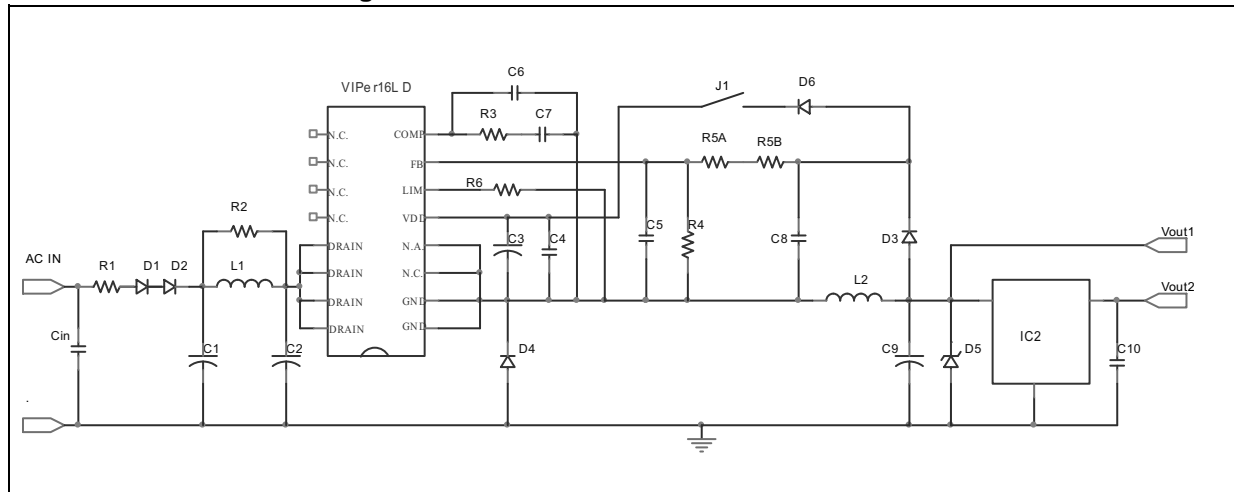 C6
VIPer16L D
J1
D6
R3
C7
N.C.
COMP
R5A
R5B
N.C.
FB
R6
N.C.
LIM
R2
N.C.
VDD
C3
C4
C5
R4
C8
D3
Vout1
AC IN
R1
D1
D2
L1
DRAIN
N.A.
DRAIN
N.C.
L2
DRAIN
GND
Vout2
DRAIN
GND
Cin
C1
C2
D4
C9
D5
IC2
C10
.